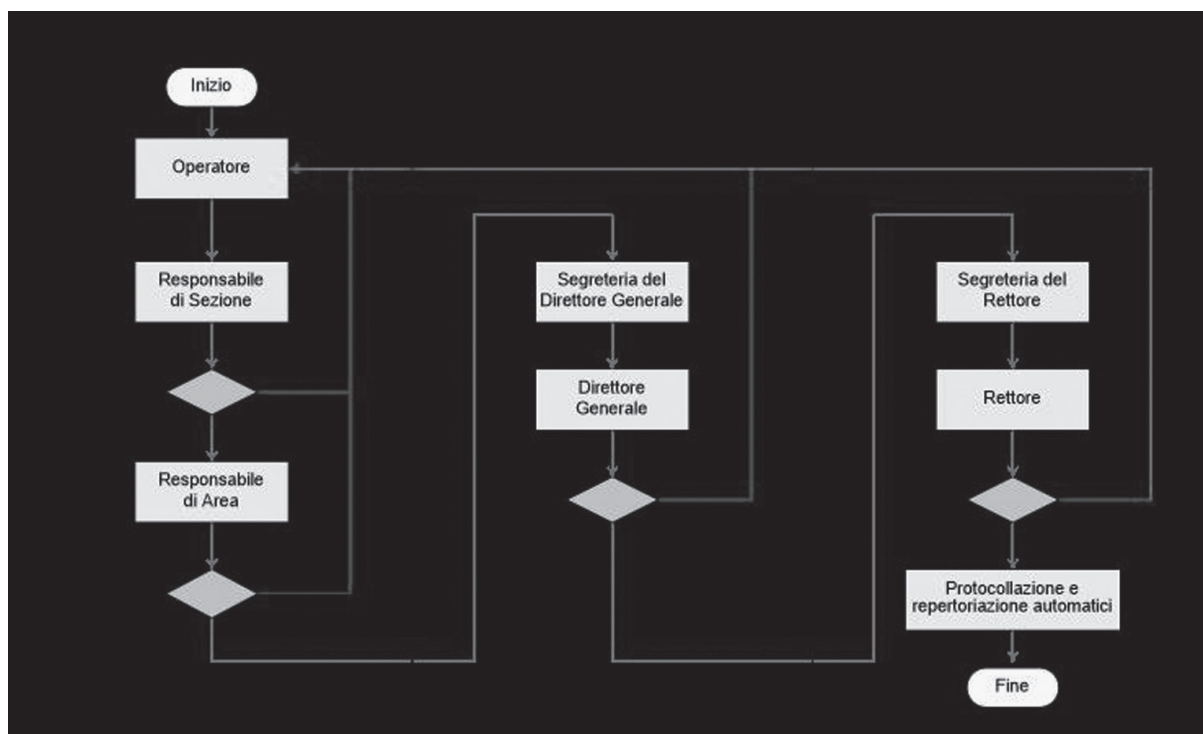 Inizio
Operatore
Responsabile
di Sezione
Responsabile
di Area
Segreteria del
Direttore Generale
Direttore
Generale
Segreteria del
Rettore
Rettore
Protocollazione e
repertoriazione automatici
Fine